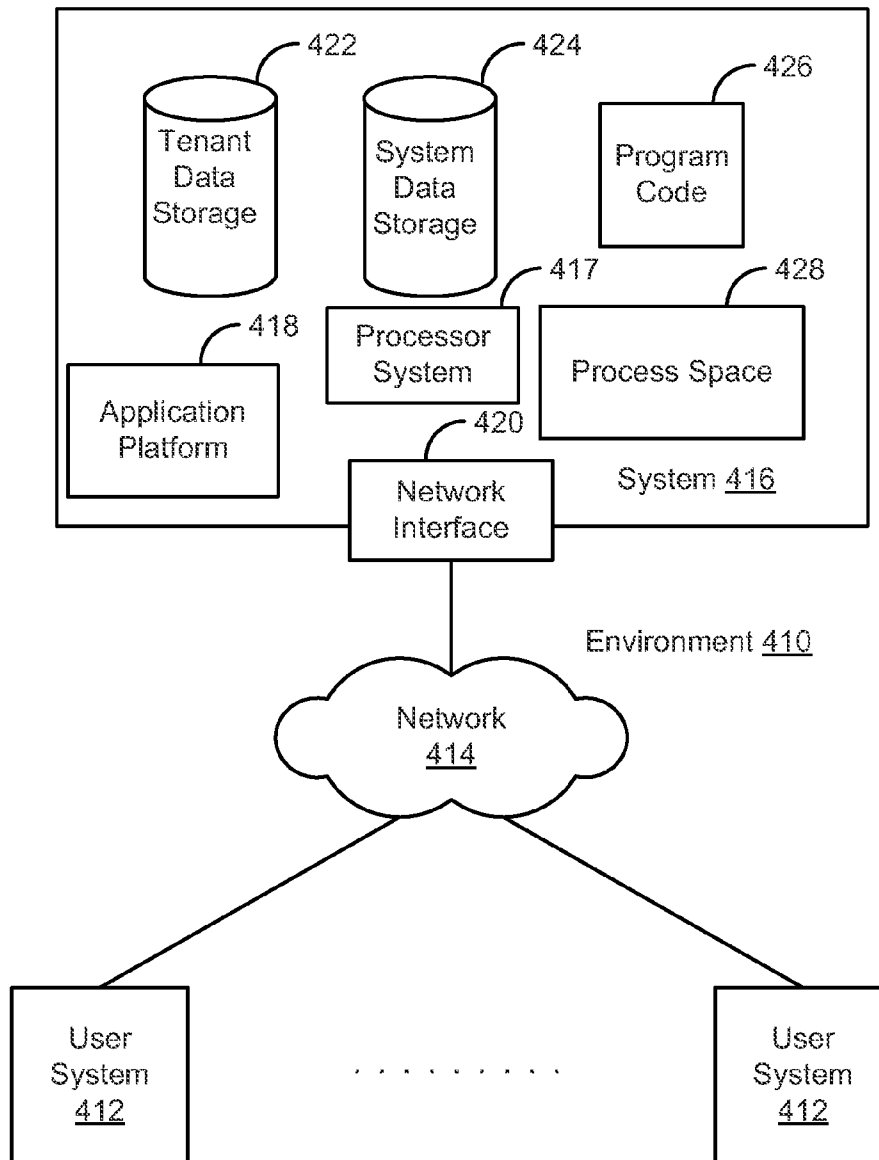 422
424
426
Tenant
Data
Storage
System
Data
Storage
Program
Code
417
428
418
Processor
System
Process Space
Application
Platform
420
Network
Interface
System 416
Environment 410
Network
414
User
System
412
. . . . . . . . .
User
System
412